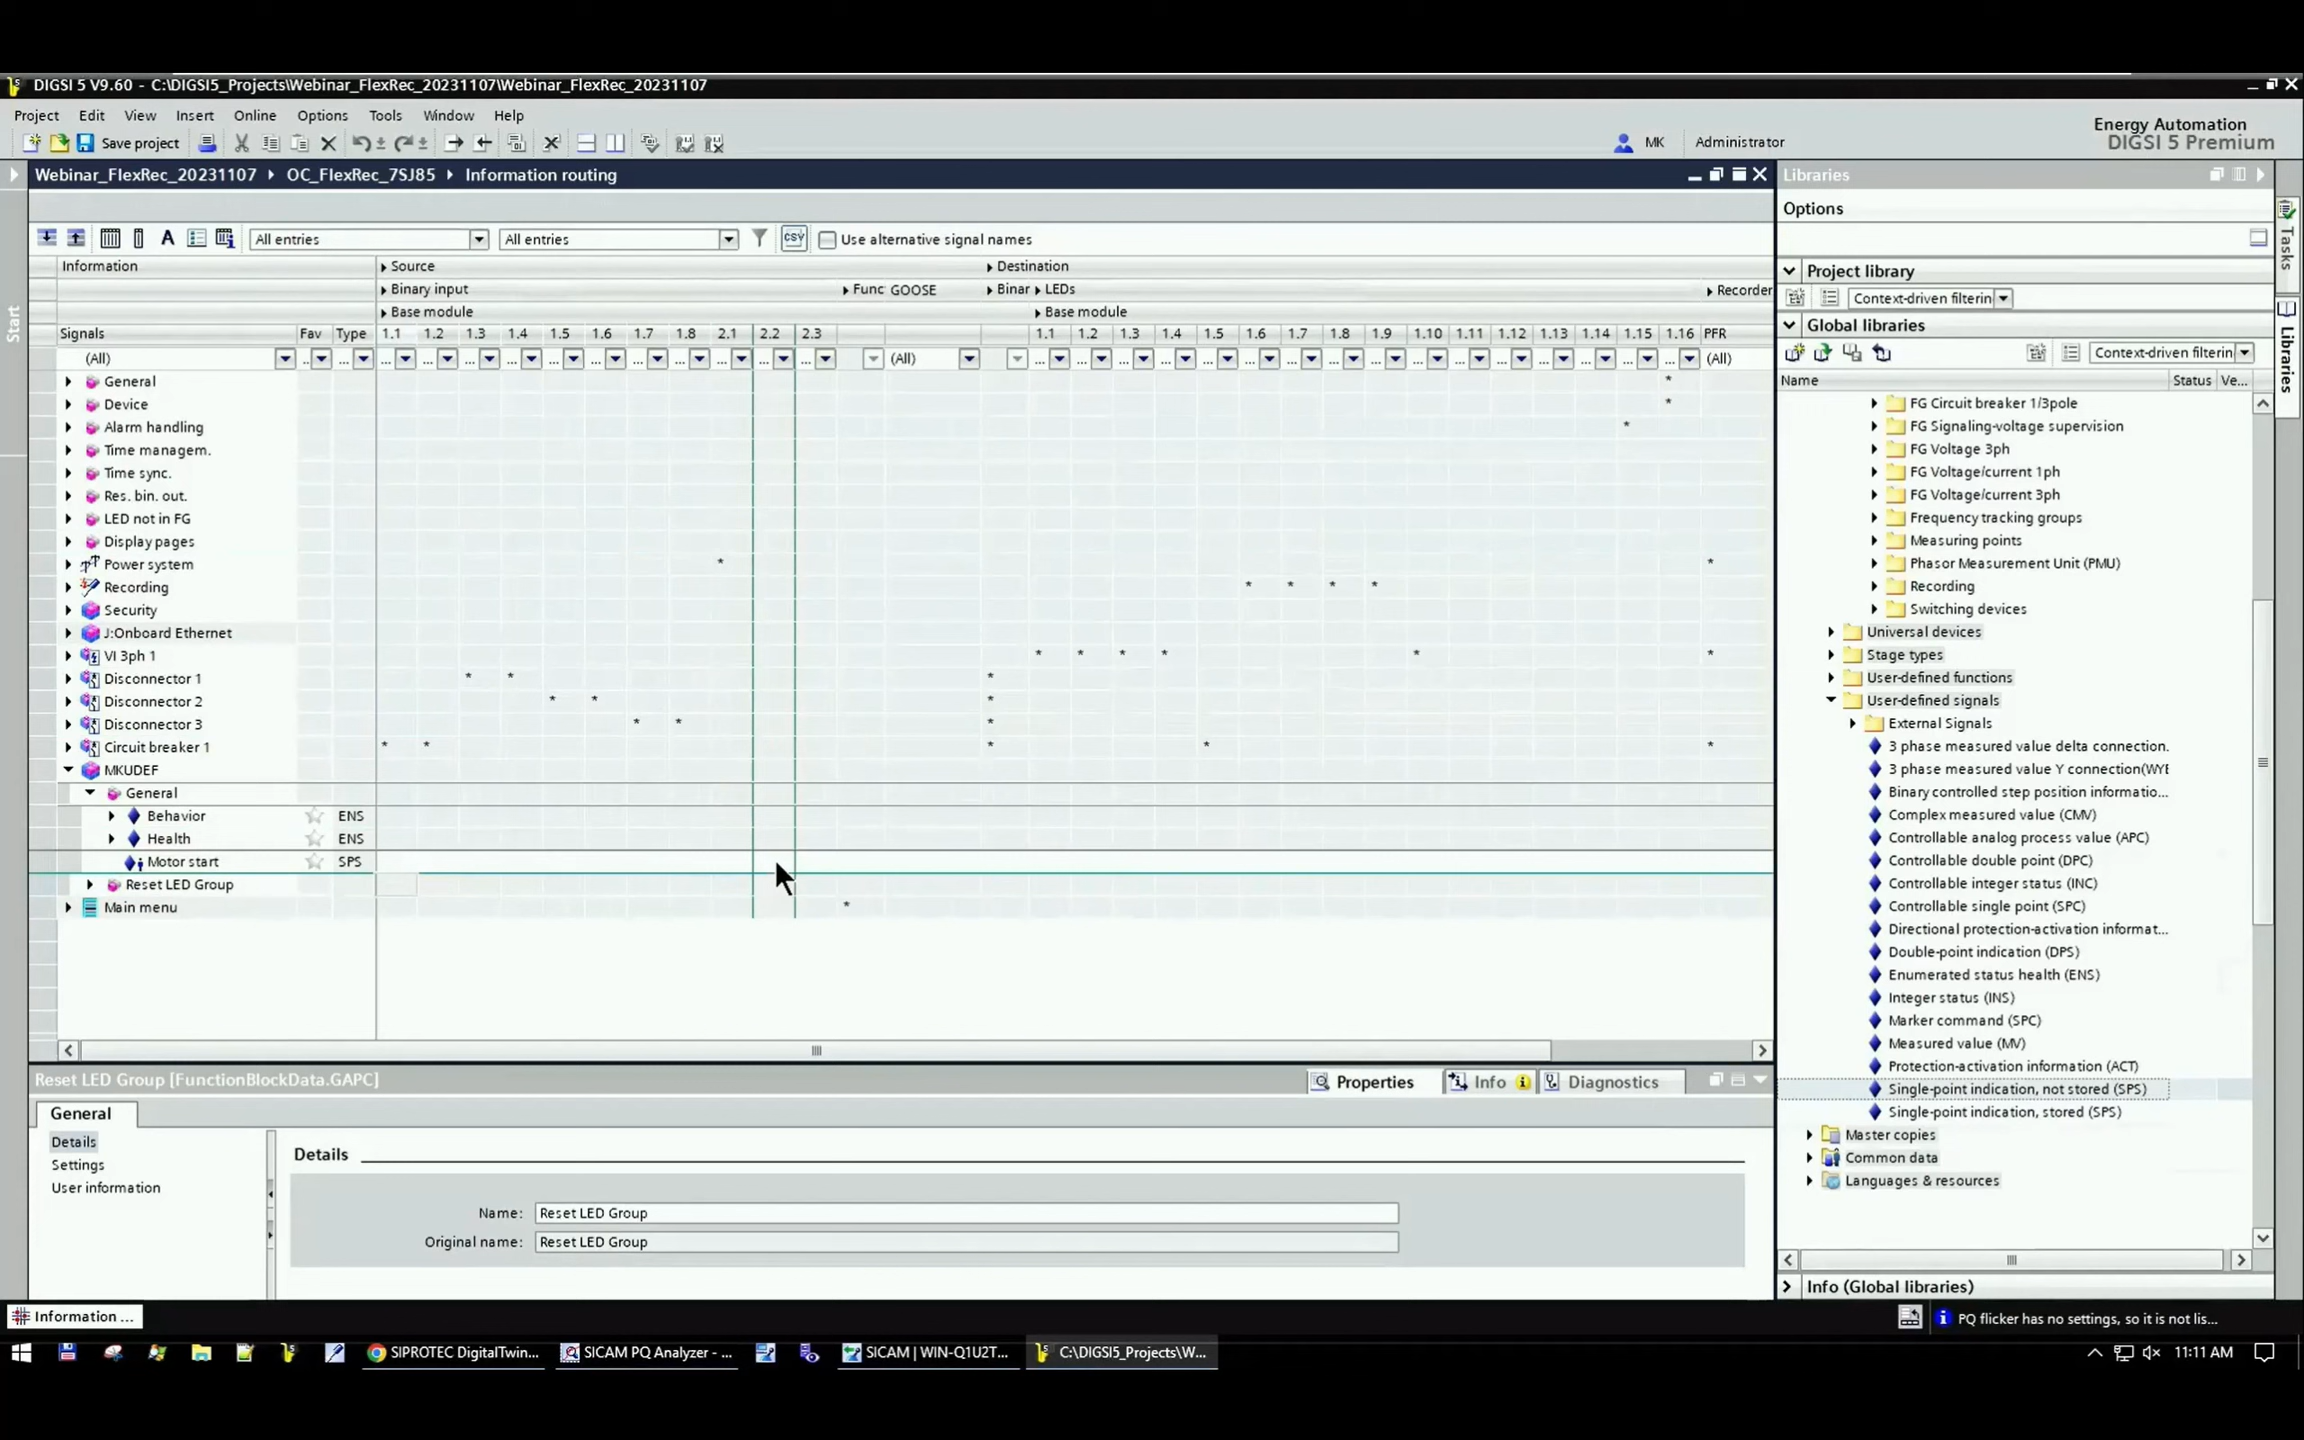 DIGSI 5 V9.60 - C:\DIGSI5_Projects\Webinar_FlexRec_20231107\Webinar_FlexRec_20231107
Project Edit View Insert Online Options Tools Window Help
Energy Automation
DIGSI 5 Premium
Save project
MK Administrator
Webinar_FlexRec_20231107 OC_FlexRec_7SJ85 Information routing
Libraries
Options
All entries All entries CSV Use alternative signal names
Information Source Destination
Binary input Func GOOSE Binar LEDs Recorder
Base module Base module
Signals Fav Type 1.1 1.2 1.3 1.4 1.5 1.6 1.7 1.8 2.1 2.2 2.3 1.1 1.2 1.3 1.4 1.5 1.6 1.7 1.8 1.9 1.10 1.11 1.12 1.13 1.14 1.15 1.16 PFR
(All) ... ... ... ... ... ... ... ... ... ... ... ... ... (All) ... ... ... ... ... ... ... ... ... ... ... ... ... ... ... ... (All)
General *
Device *
Alarm handling *
Time managem.
Time sync.
Res. bin. out.
LED not in FG
Display pages
Power system * *
Recording * * * *
Security
J:Onboard Ethernet
VI 3ph 1 * * * * * *
Disconnector 1 * * *
Disconnector 2 * * *
Disconnector 3 * * *
Circuit breaker 1 * * * * *
MKUDEF
General
Behavior ENS
Health ENS
Motor start SPS
Reset LED Group
Main menu *
Reset LED Group [FunctionBlockData.GAPC]
Properties Info Diagnostics
General
Details
Settings
User information
Details
Name: Reset LED Group
Original name: Reset LED Group
Project library
Context-driven filterin
Global libraries
Context-driven filterin
Name Status Ve...
FG Circuit breaker 1/3pole
FG Signaling-voltage supervision
FG Voltage 3ph
FG Voltage/current 1ph
FG Voltage/current 3ph
Frequency tracking groups
Measuring points
Phasor Measurement Unit (PMU)
Recording
Switching devices
Universal devices
Stage types
User-defined functions
User-defined signals
External Signals
3 phase measured value delta connection.
3 phase measured value Y connection(WYE
Binary controlled step position informatio...
Complex measured value (CMV)
Controllable analog process value (APC)
Controllable double point (DPC)
Controllable integer status (INC)
Controllable single point (SPC)
Directional protection-activation informat...
Double-point indication (DPS)
Enumerated status health (ENS)
Integer status (INS)
Marker command (SPC)
Measured value (MV)
Protection-activation information (ACT)
Single-point indication, not stored (SPS)
Single-point indication, stored (SPS)
Master copies
Common data
Languages & resources
Info (Global libraries)
Start
Tasks
Libraries
Information ...
PQ flicker has no settings, so it is not lis...
SIPROTEC DigitalTwin... SICAM PQ Analyzer - ... SICAM | WIN-Q1U2T... C:\DIGSI5_Projects\W... 11:11 AM